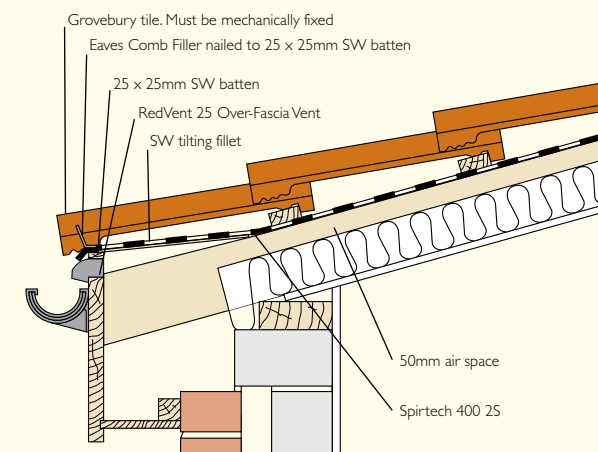 Grovebury tile. Must be mechanically fixed
Eaves Comb Filler nailed to 25 x 25mm SW batten
25 x 25mm SW batten
RedVent 25 Over-Fascia Vent
SW tilting fillet
50mm air space
Spirtech 400 2S